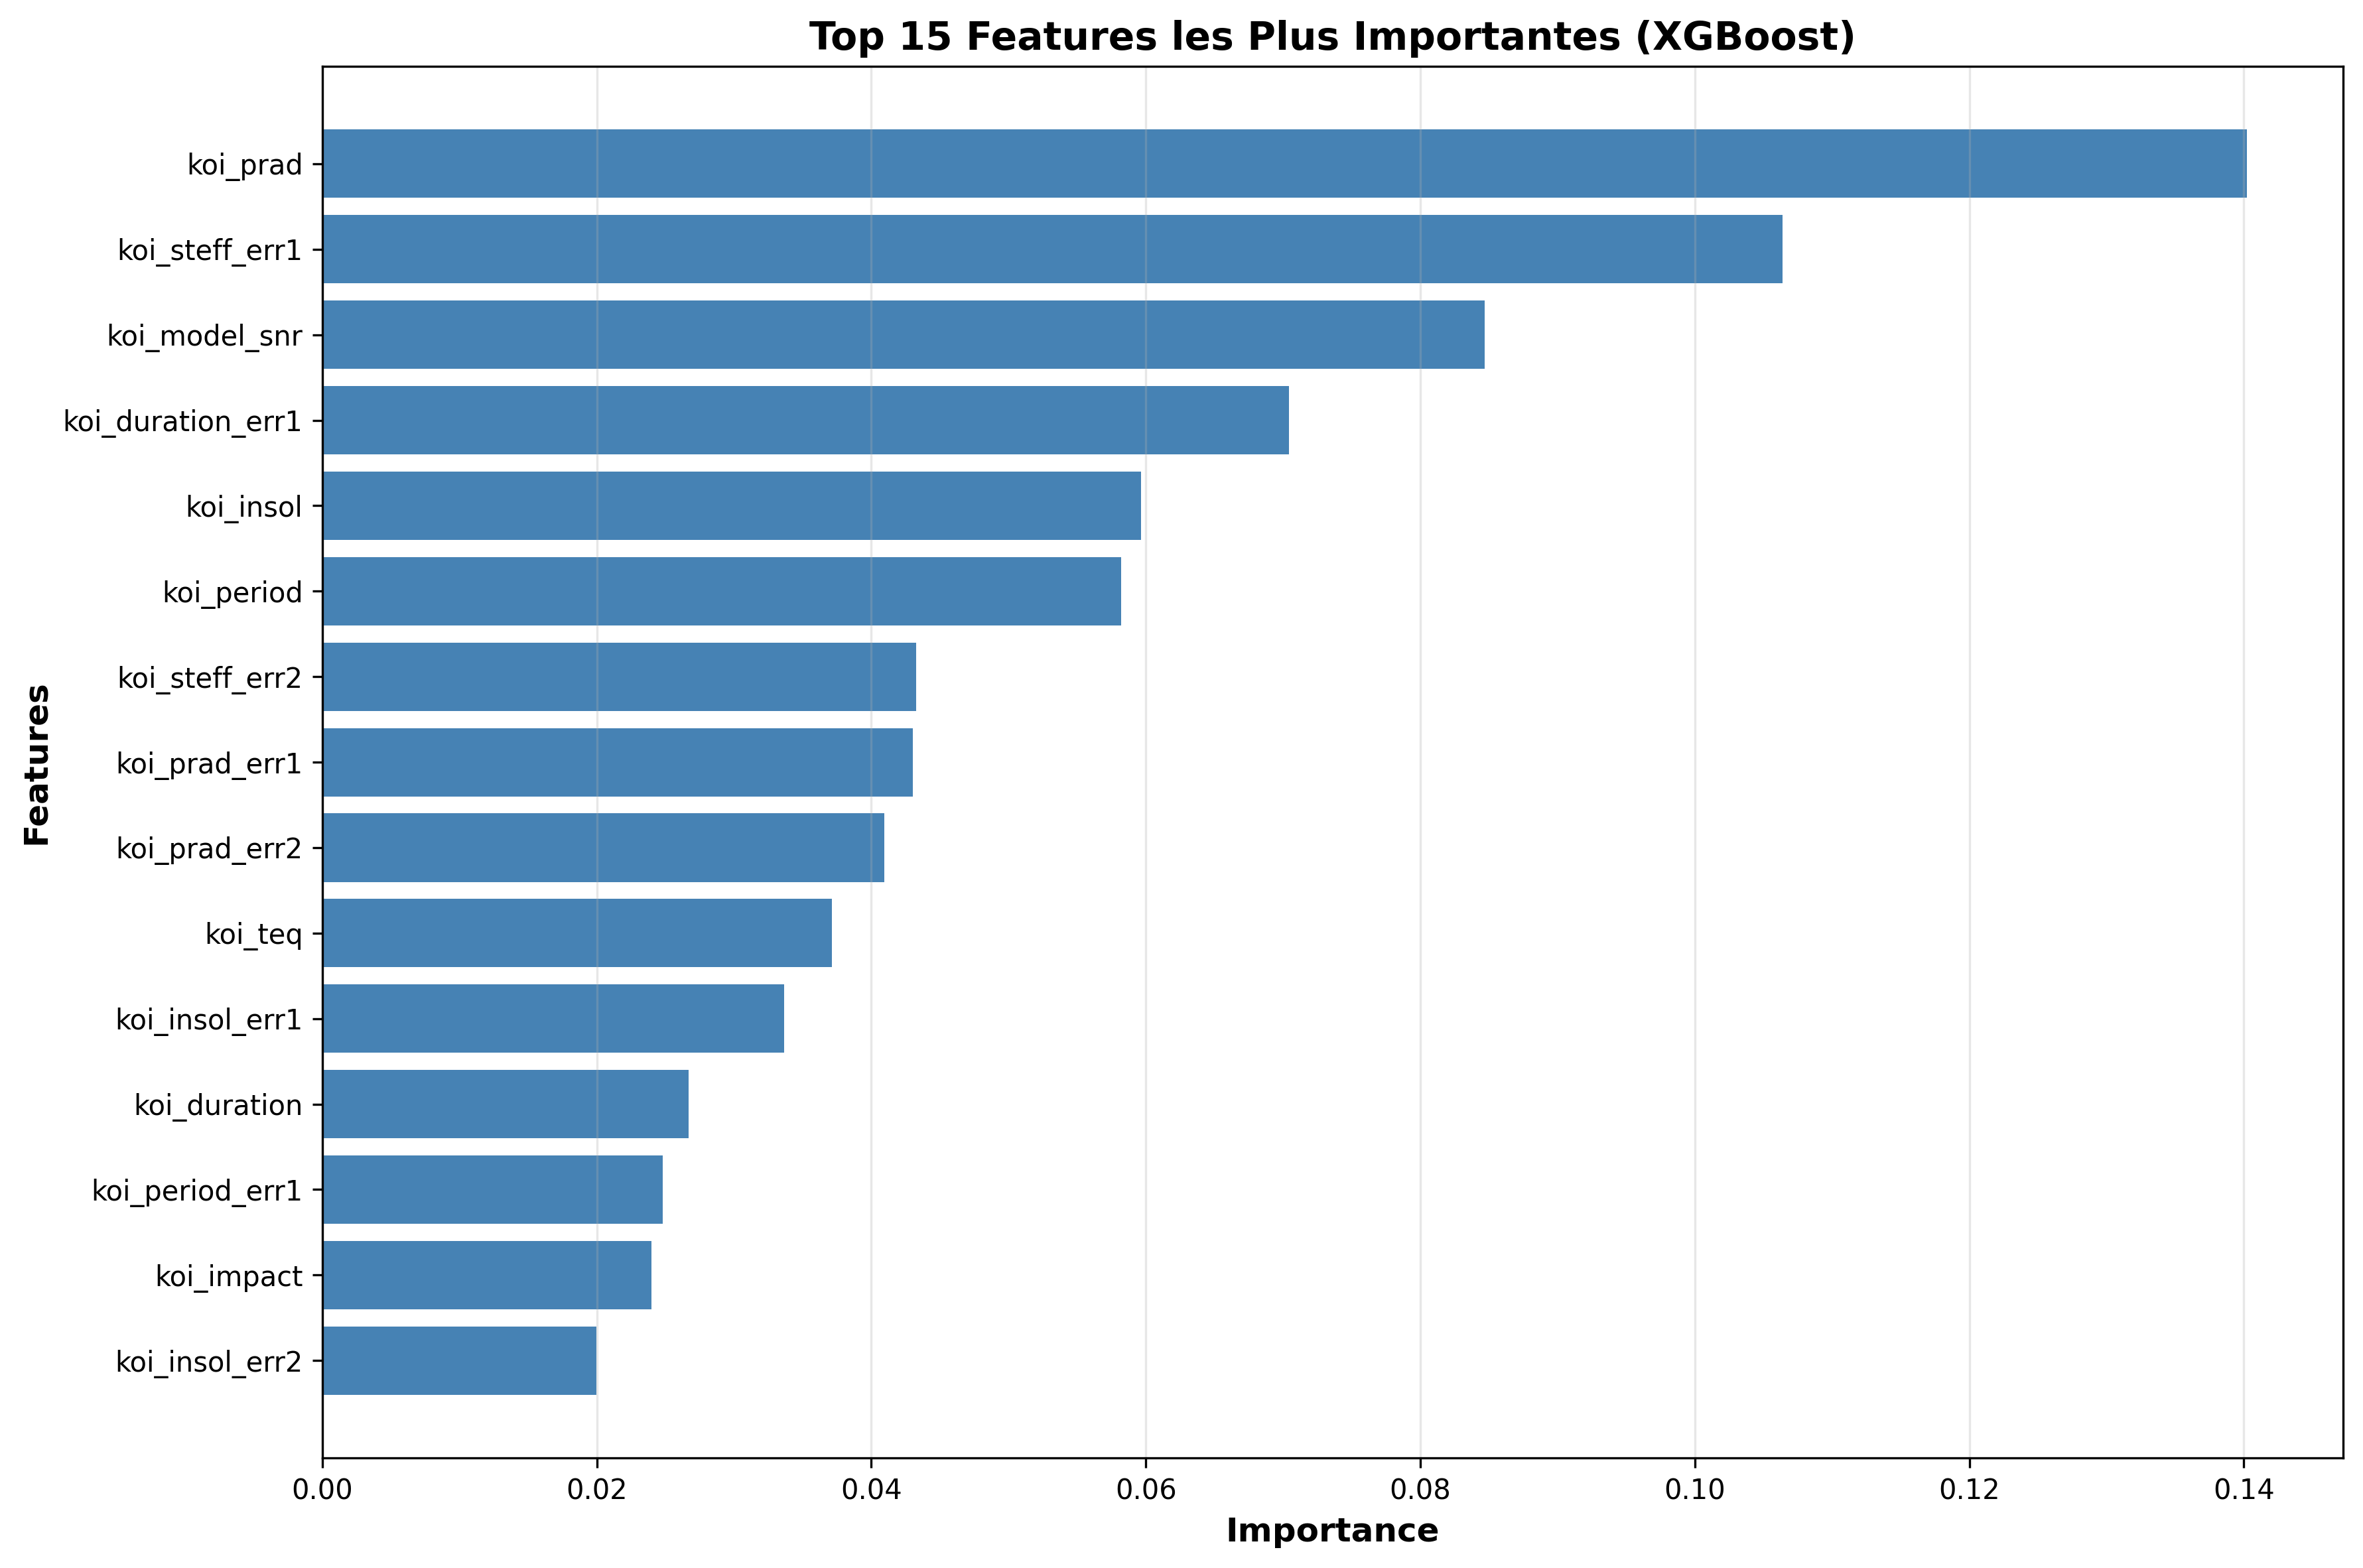 Top 15 Features les Plus Importantes (XGBoost)
Features
koi_prad
koi_steff_err1
koi_model_snr
koi_duration_err1
koi_insol
koi_period
koi_steff_err2
koi_prad_err1
koi_prad_err2
koi_teq
koi_insol_err1
koi_duration
koi_period_err1
koi_impact
koi_insol_err2
0.00 0.02 0.04 0.06 0.08 0.10 0.12 0.14
Importance